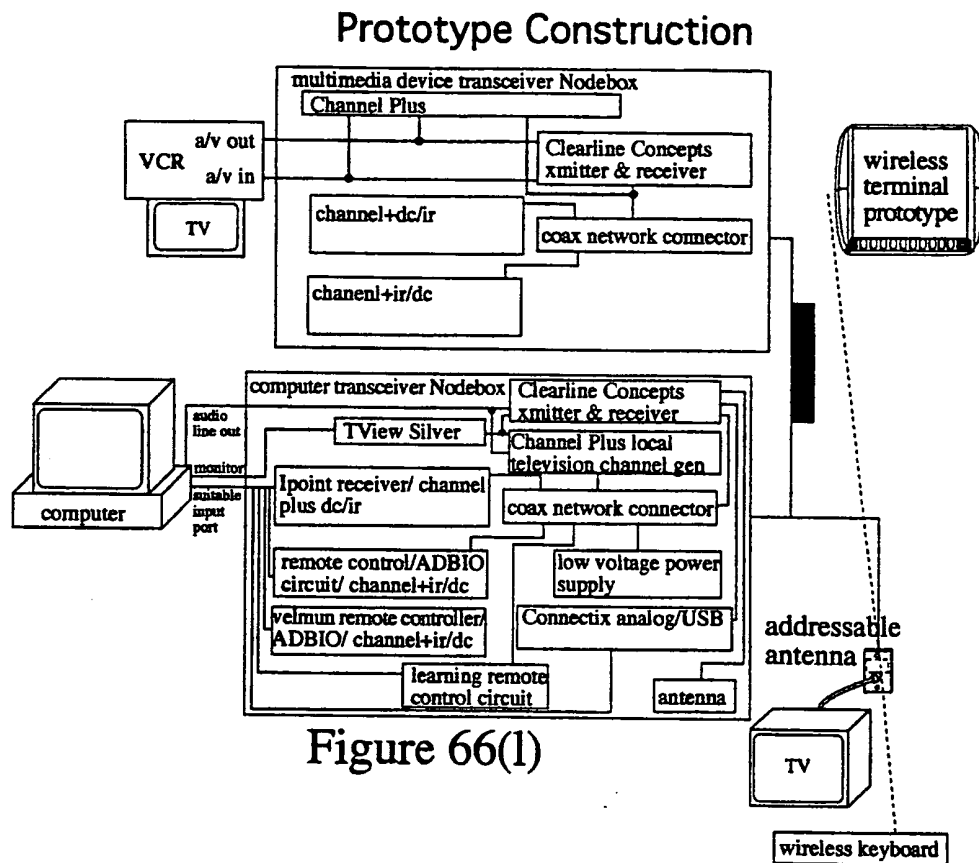 Prototype Construction
multimedia device transceiver Nodebox
Channel Plus
VCR
a/v out
a/v in
TV
Clearline Concepts
xmitter & receiver
channel+dc/ir
coax network connector
chanenl+ir/dc
wireless
terminal
prototype
computer transceiver Nodebox
Clearline Concepts
xmitter & receiver
audio
line out
TView Silver
Channel Plus local
television channel gen
monitor
suitable
input
port
computer
Ipoint receiver/ channel
plus dc/ir
coax network connector
remote control/ADBIO
circuit/ channel+ir/dc
low voltage power
supply
velmun remote controller/
ADBIO/ channel+ir/dc
Connectix analog/USB
learning remote
control circuit
antenna
addressable
antenna
TV
wireless keyboard
Figure 66(l)